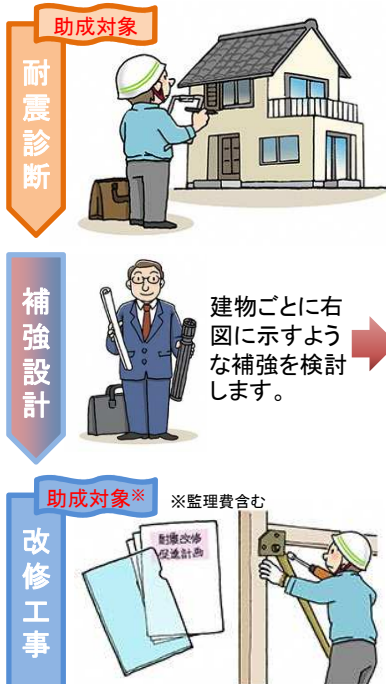 助成対象
耐震診断
補強設計
建物ごとに右
図に示すよう
な補強を検討
します。
助成対象※
※監理費含む
改修工事
耐震改修
促進計画